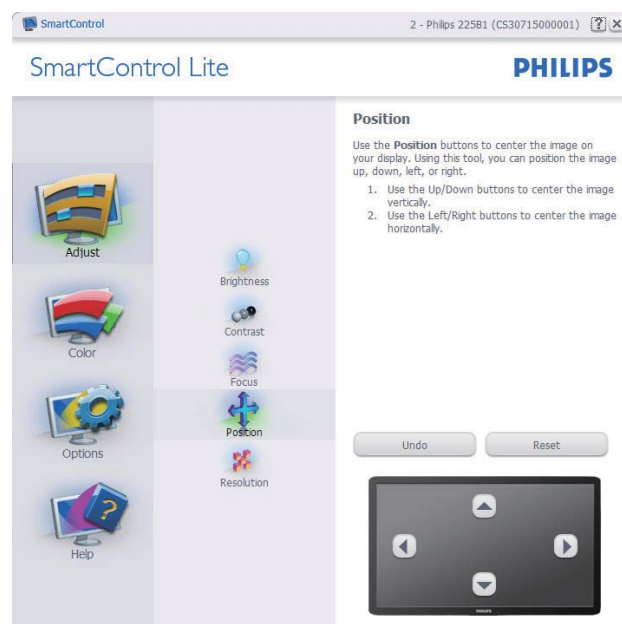 SmartControl
2 - Philips 225B1 (CS30715000001)
?
X
SmartControl Lite
PHILIPS
Adjust
Color
Options
Help
Brightness
Contrast
Focus
Position
Resolution
Position
Use the Position buttons to center the image on
your display. Using this tool, you can position the image
up, down, left, or right.
1. Use the Up/Down buttons to center the image
vertically.
2. Use the Left/Right buttons to center the image
horizontally.
Undo
Reset
PHILIPS